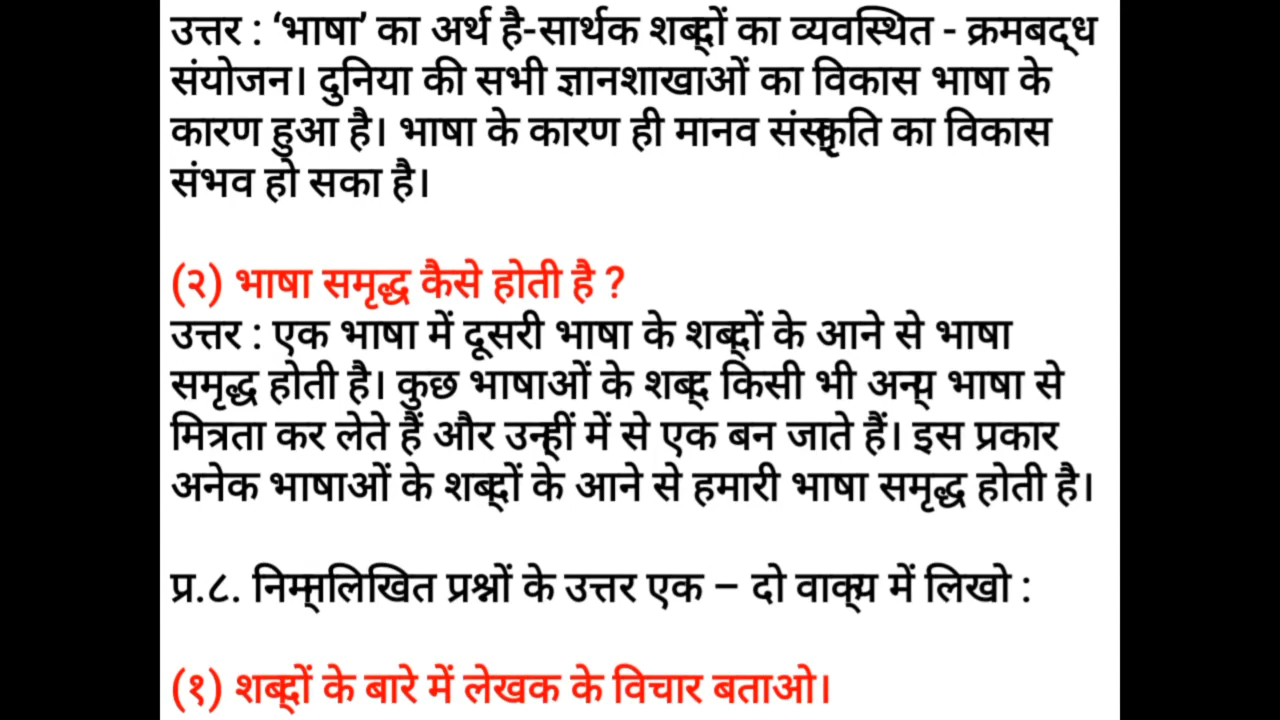 उत्तर : ‘भाषा’ का अर्थ है-सार्थक शब्दों का व्यवस्थित - क्रमबद्ध
संयोजन। दुनिया की सभी ज्ञानशाखाओं का विकास भाषा के
कारण हुआ है। भाषा के कारण ही मानव संस्कृति का विकास
संभव हो सका है।
(२) भाषा समृद्ध कैसे होती है ?
उत्तर : एक भाषा में दूसरी भाषा के शब्दों के आने से भाषा
समृद्ध होती है। कुछ भाषाओं के शब्द किसी भी अन्य भाषा से
मित्रता कर लेते हैं और उन्हीं में से एक बन जाते हैं। इस प्रकार
अनेक भाषाओं के शब्दों के आने से हमारी भाषा समृद्ध होती है।
प्र.८. निम्नलिखित प्रश्नों के उत्तर एक – दो वाक्य में लिखो :
(१) शब्दों के बारे में लेखक के विचार बताओ।